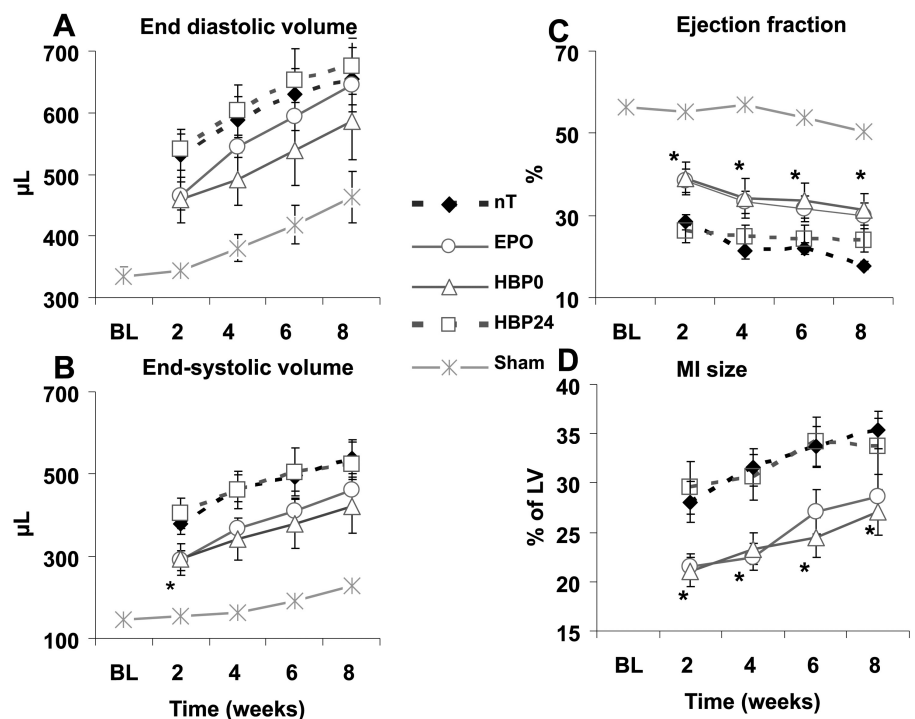 A End diastolic volume
700
600
500
400
300
µL
BL 2 4 6 8
C Ejection fraction
70
50
30
10
%
* * * *
BL 2 4 6 8
nT
EPO
HBP0
HBP24
Sham
B End-systolic volume
700
500
300
100
µL
*
BL 2 4 6 8
Time (weeks)
D MI size
40
35
30
25
20
15
% of LV
* * * *
BL 2 4 6 8
Time (weeks)